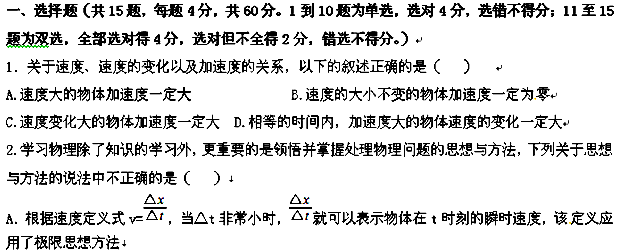 一、选择题（共15题，每题4分，共60分。1到10题为单选，选对4分，选错不得分；11至15
题为双选，全部选对得4分，选对但不全得2分，错选不得分。）↵
1．关于速度、速度的变化以及加速度的关系，以下的叙述正确的是（　　）　↵
A.速度大的物体加速度一定大　　　　B.速度的大小不变的物体加速度一定为零↵
C.速度变化大的物体加速度一定大　D.相等的时间内，加速度大的物体速度的变化一定大↵
2.学习物理除了知识的学习外，更重要的是领悟并掌握处理物理问题的思想与方法，下列关于思想
与方法的说法中不正确的是（　　）↓
A. 根据速度定义式 v=△x/△t，当△t 非常小时，△x/△t就可以表示物体在 t 时刻的瞬时速度，该定义应
用了极限思想方法↓